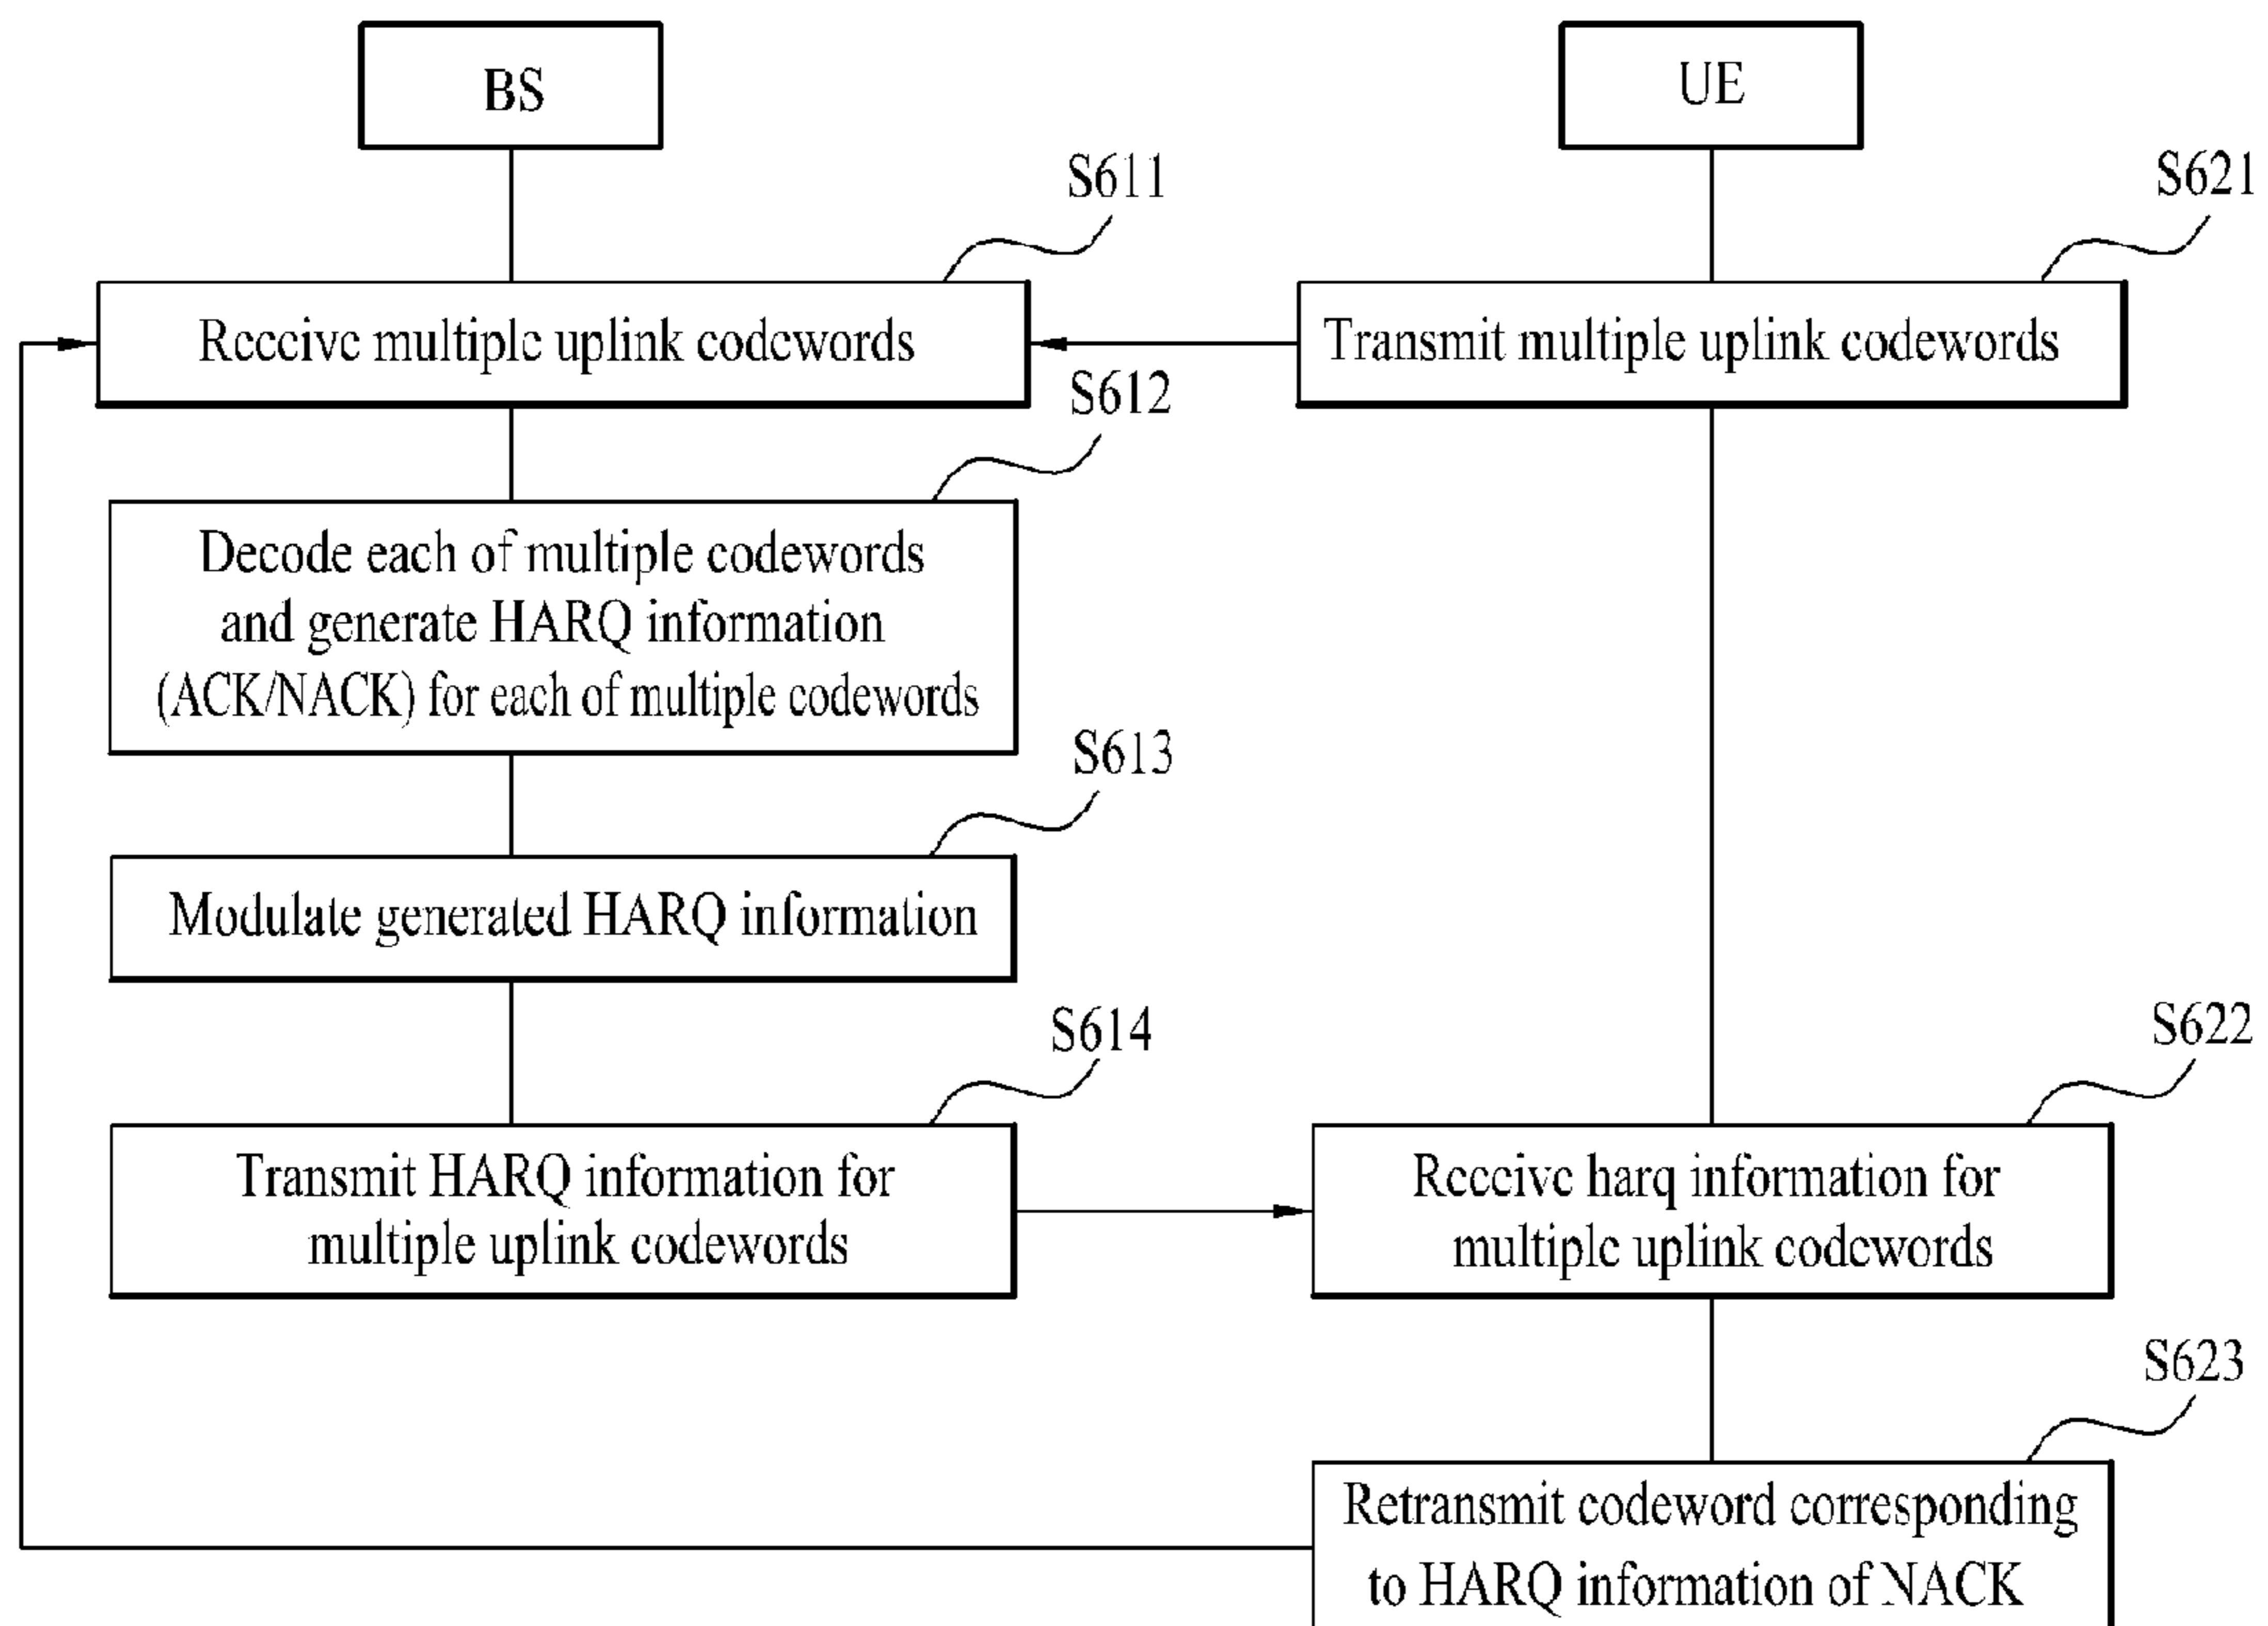 BS
UE
S611
S621
Receive multiple uplink codewords
Transmit multiple uplink codewords
S612
Decode each of multiple codewords
and generate HARQ information
(ACK/NACK) for each of multiple codewords
S613
Modulate generated HARQ information
S614
S622
Transmit HARQ information for
multiple uplink codewords
Receive harq information for
multiple uplink codewords
S623
Retransmit codeword corresponding
to HARQ information of NACK